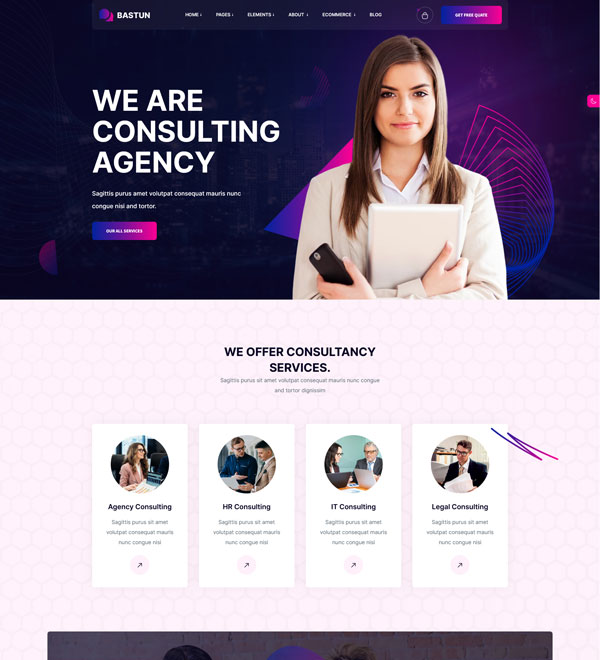 BASTUN
HOME PAGES ELEMENTS ABOUT ECOMMERCE BLOG
GET FREE QUATE
WE ARE
CONSULTING
AGENCY
Sagittis purus amet volutpat consequat mauris nunc
congue nisi and tortor.
OUR ALL SERVICES
WE OFFER CONSULTANCY
SERVICES.
Sagittis purus sit amet volutpat consequat mauris nunc congue
and tortor dignissim
Agency Consulting
Sagittis purus sit amet
volutpat consequat mauris
nunc congue nisi
HR Consulting
Sagittis purus sit amet
volutpat consequat mauris
nunc congue nisi
IT Consulting
Sagittis purus sit amet
volutpat consequat mauris
nunc congue nisi
Legal Consulting
Sagittis purus sit amet
volutpat consequat mauris
nunc congue nisi